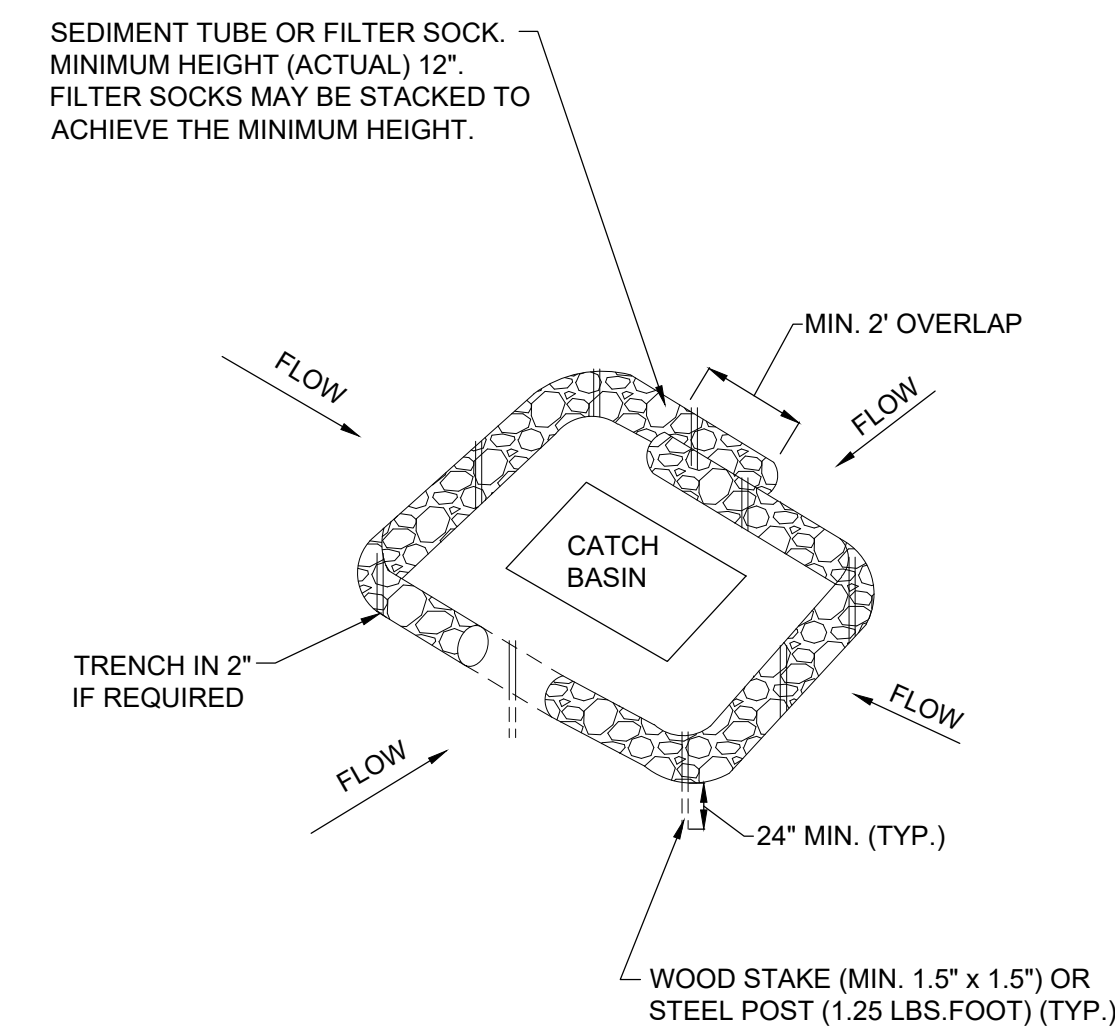 SEDIMENT TUBE OR FILTER SOCK.
MINIMUM HEIGHT (ACTUAL) 12".
FILTER SOCKS MAY BE STACKED TO
ACHIEVE THE MINIMUM HEIGHT.
MIN. 2' OVERLAP
FLOW
FLOW
CATCH
BASIN
TRENCH IN 2"
IF REQUIRED
FLOW
FLOW
24" MIN. (TYP.)
WOOD STAKE (MIN. 1.5" x 1.5") OR
STEEL POST (1.25 LBS.FOOT) (TYP.)